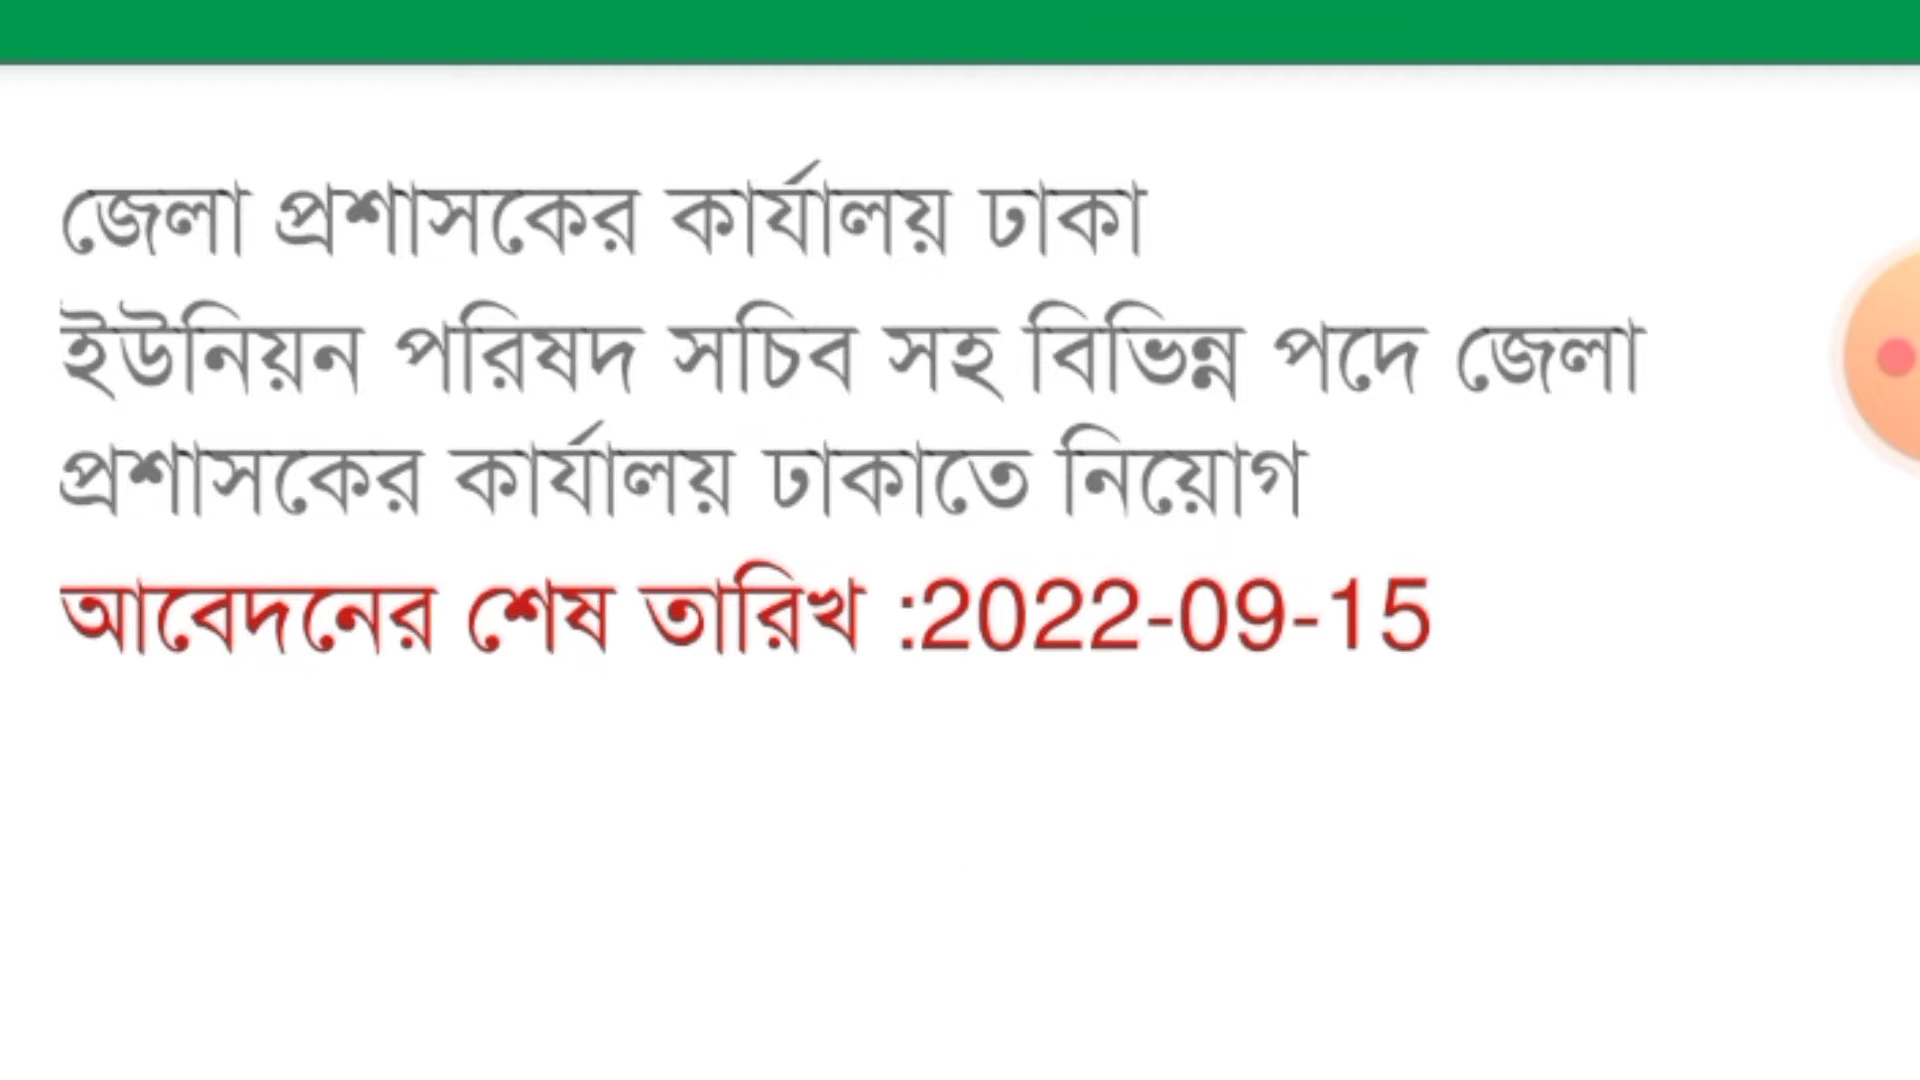 জেলা প্রশাসকের কার্যালয় ঢাকা
ইউনিয়ন পরিষদ সচিব সহ বিভিন্ন পদে জেলা
প্রশাসকের কার্যালয় ঢাকাতে নিয়োগ
আবেদনের শেষ তারিখ :2022-09-15